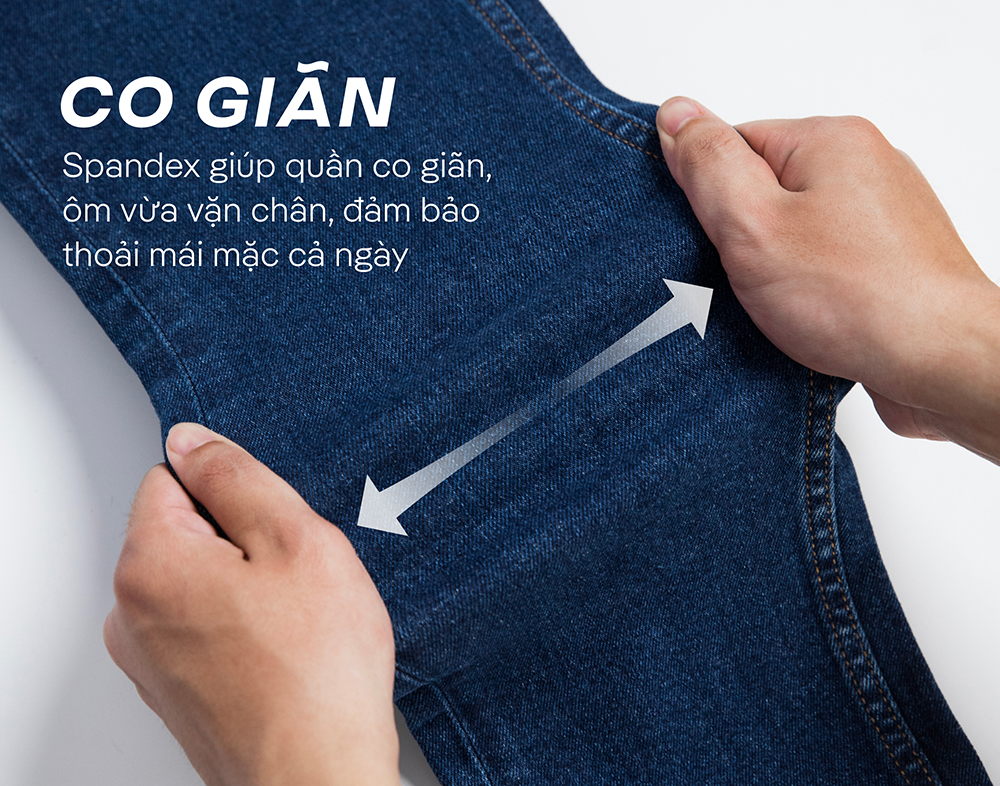 CO GIÃN
Spandex giúp quần co giãn,
ôm vừa vặn chân, đảm bảo
thoải mái mặc cả ngày